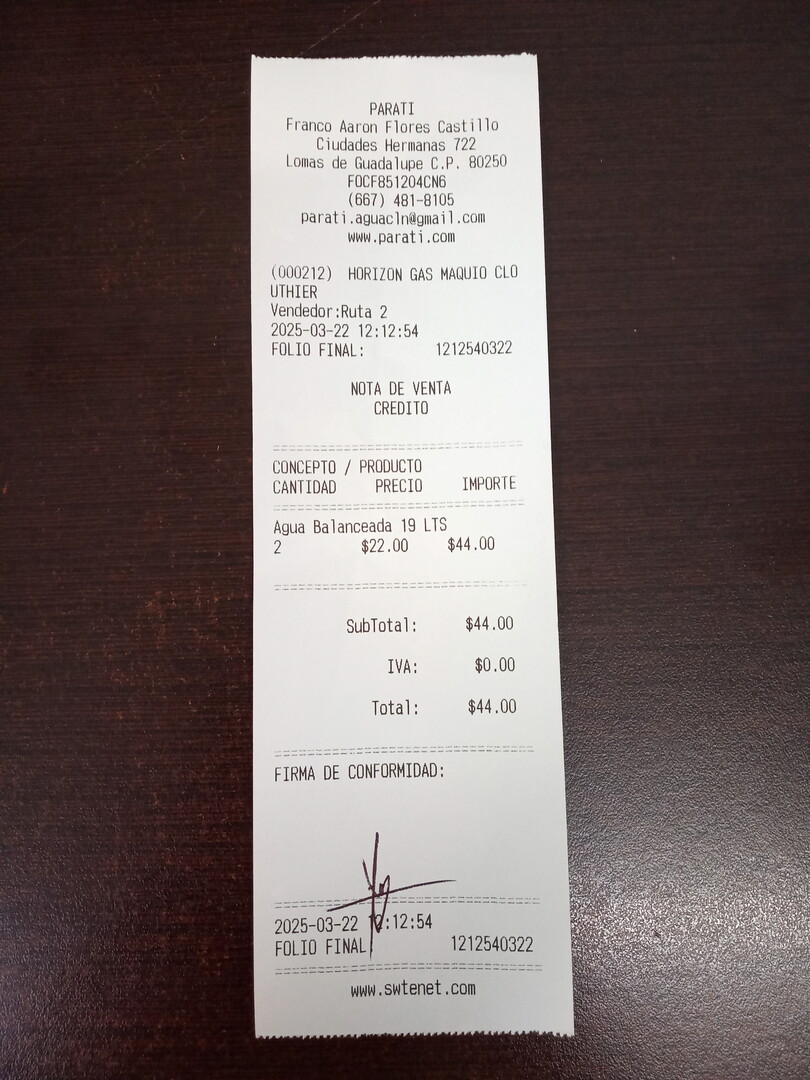 PARATI
Franco Aaron Flores Castillo
Ciudades Hermanas 722
Lomas de Guadalupe C.P. 80250
FOCF851204CN6
(667) 481-8105
parati.aguacln@gmail.com
www.parati.com
(000212) HORIZON GAS MAQUIO CLO
UTHIER
Vendedor:Ruta 2
2025-03-22 12:12:54
FOLIO FINAL: 1212540322
NOTA DE VENTA
CREDITO
CONCEPTO / PRODUCTO
CANTIDAD PRECIO IMPORTE
Agua Balanceada 19 LTS
2 $22.00 $44.00
SubTotal: $44.00
IVA: $0.00
Total: $44.00
FIRMA DE CONFORMIDAD:
2025-03-22 12:12:54
FOLIO FINAL 1212540322
www.swtenet.com